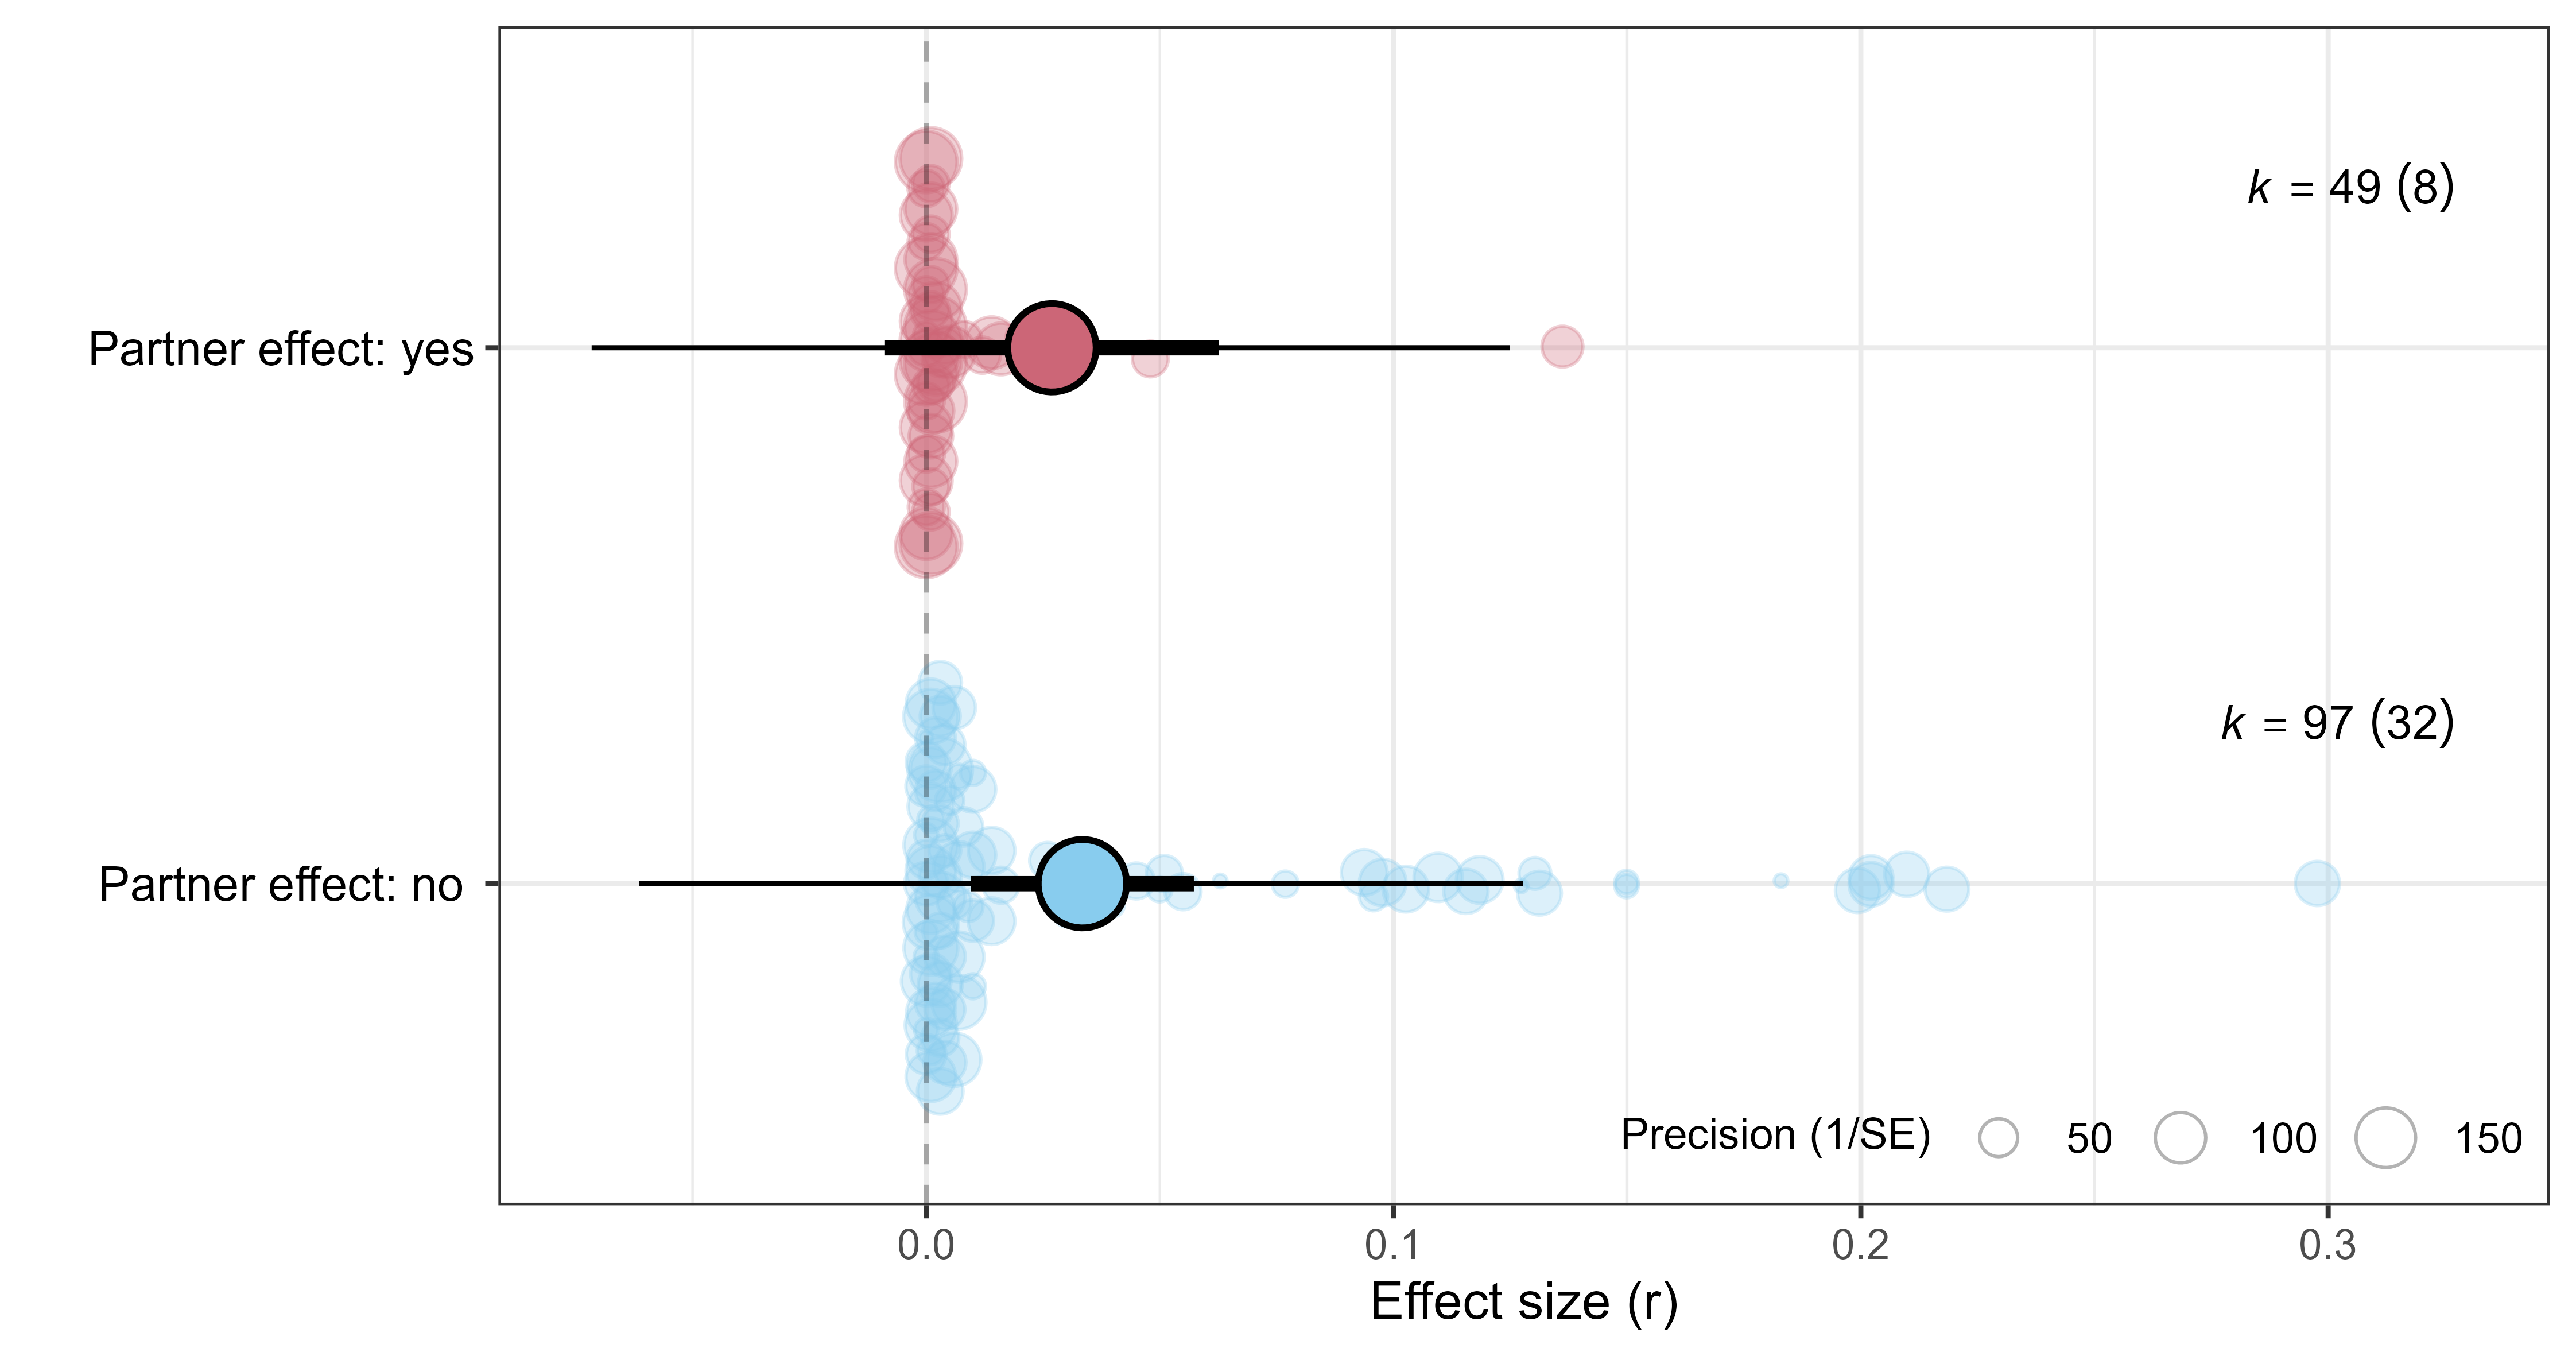 k = 49 (8)
Partner effect: yes
k = 97 (32)
Partner effect: no
Precision (1/SE) 50 100 150
0.0 0.1 0.2 0.3
Effect size (r)